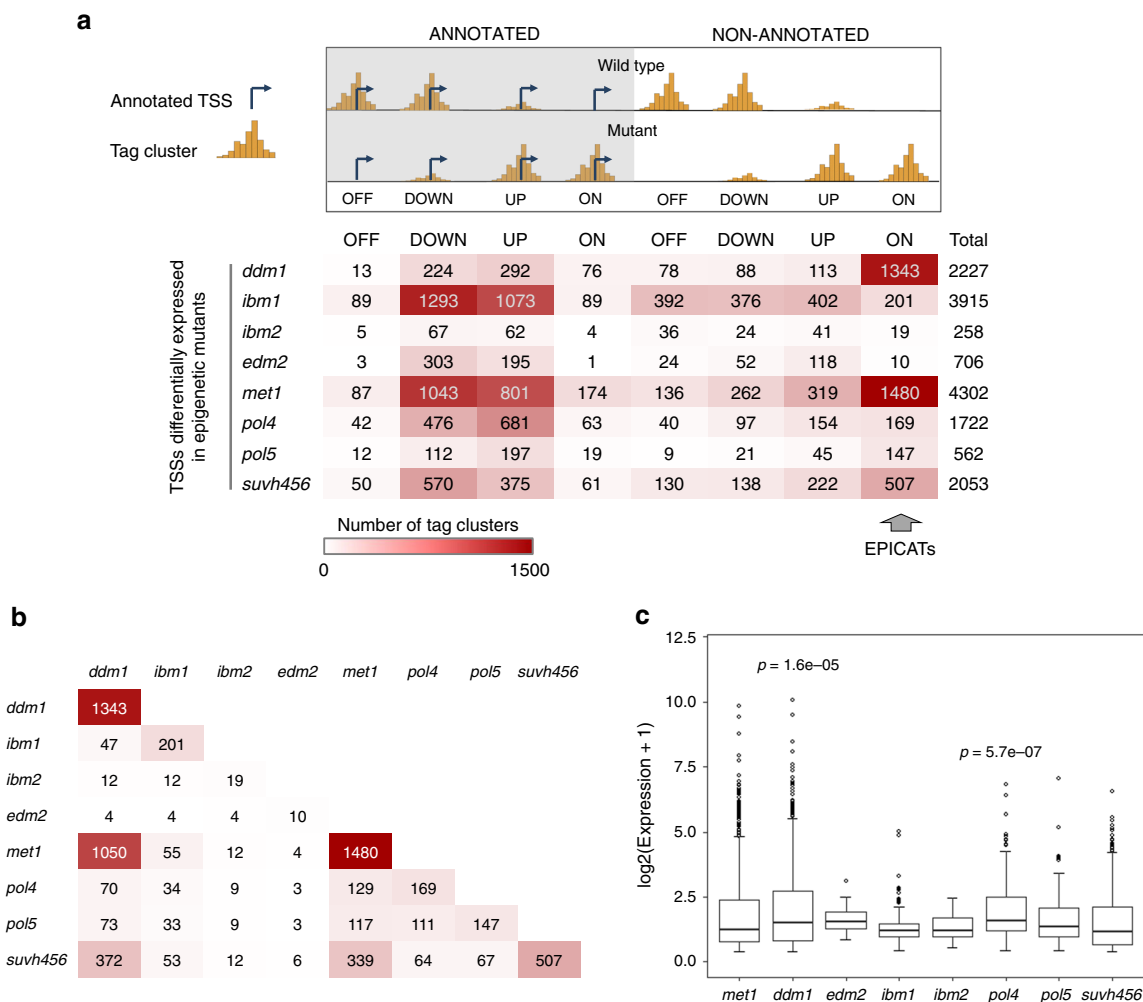 a
ANNOTATED NON-ANNOTATED
Wild type
Annotated TSS
Tag cluster
Mutant
OFF DOWN UP ON OFF DOWN UP ON
OFF DOWN UP ON OFF DOWN UP ON Total
TSSs differentially expressed
in epigenetic mutants
ddm1 13 224 292 76 78 88 113 1343 2227
ibm1 89 1293 1073 89 392 376 402 201 3915
ibm2 5 67 62 4 36 24 41 19 258
edm2 3 303 195 1 24 52 118 10 706
met1 87 1043 801 174 136 262 319 1480 4302
pol4 42 476 681 63 40 97 154 169 1722
pol5 12 112 197 19 9 21 45 147 562
suvh456 50 570 375 61 130 138 222 507 2053
Number of tag clusters
0 1500
EPICATs
b
ddm1 ibm1 ibm2 edm2 met1 pol4 pol5 suvh456
ddm1 1343
ibm1 47 201
ibm2 12 12 19
edm2 4 4 4 10
met1 1050 55 12 4 1480
pol4 70 34 9 3 129 169
pol5 73 33 9 3 117 111 147
suvh456 372 53 12 6 339 64 67 507
c
log2(Expression + 1)
12.5
10.0
7.5
5.0
2.5
0.0
p = 1.6e–05
p = 5.7e–07
met1 ddm1 edm2 ibm1 ibm2 pol4 pol5 suvh456